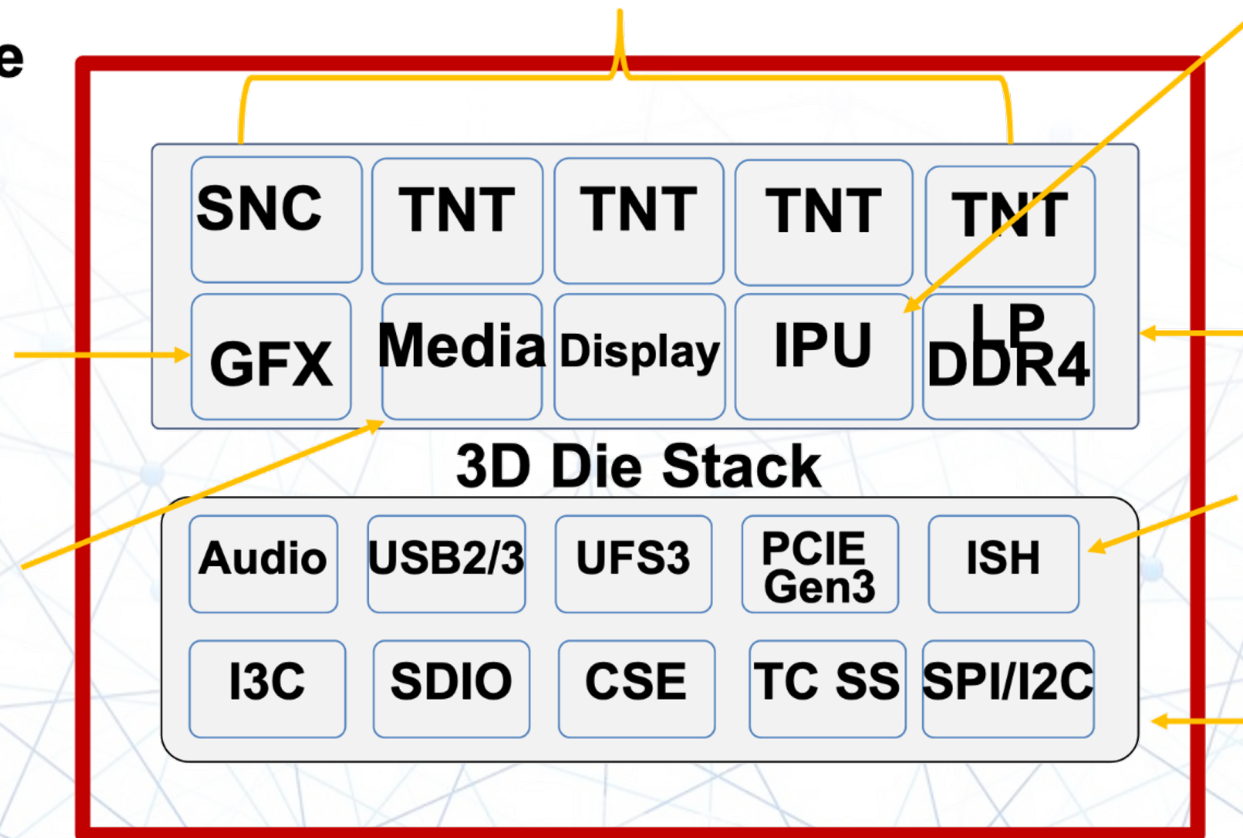 e
SNC TNT TNT TNT TNT
GFX Media Display IPU LP
DDR4
3D Die Stack
Audio USB2/3 UFS3 PCIE
Gen3 ISH
I3C SDIO CSE TC SS SPI/I2C